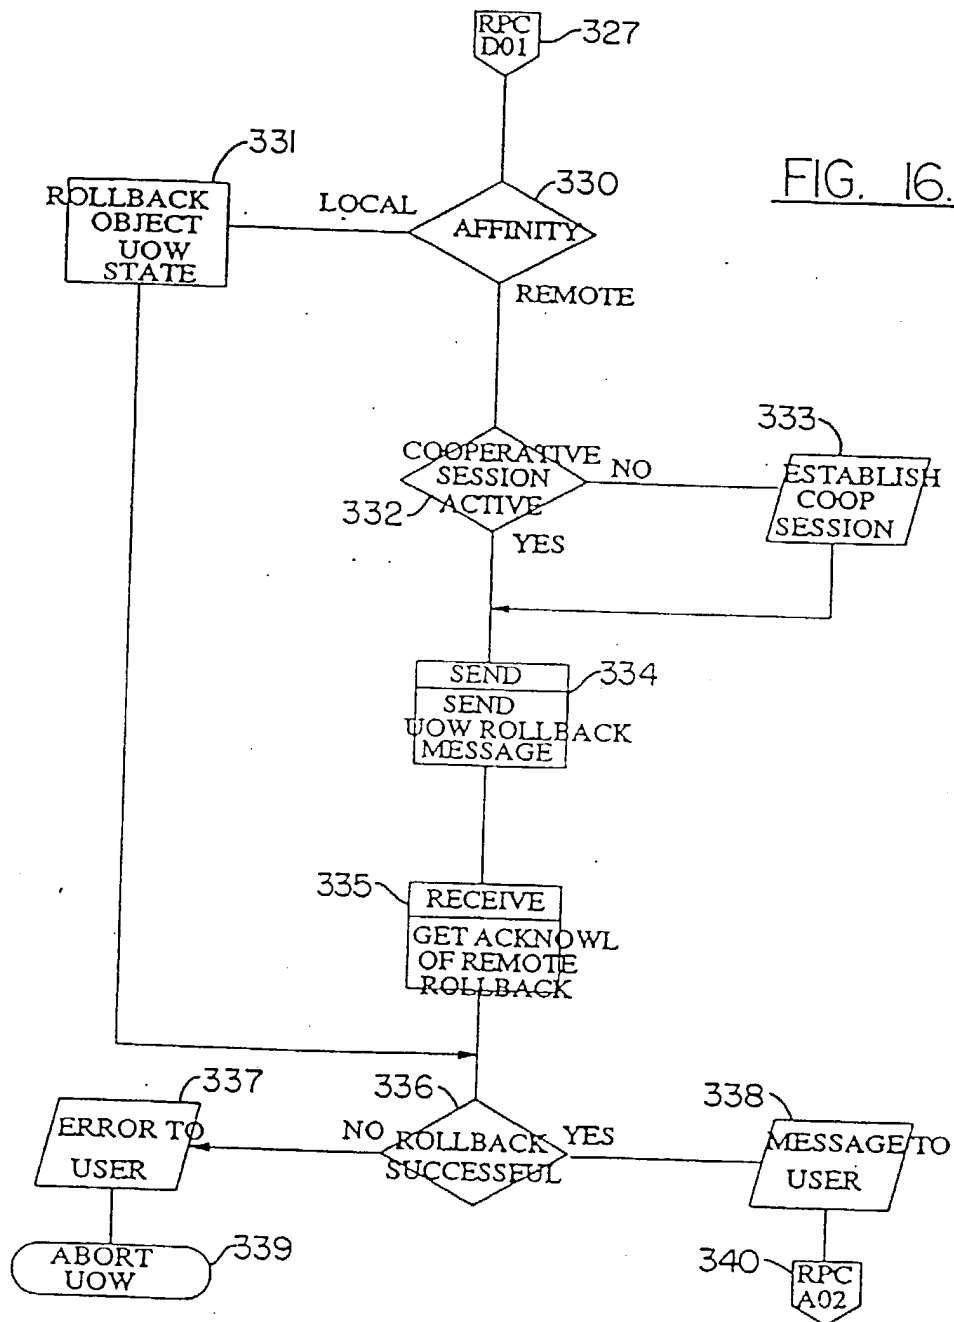 RPC
D01
327
331
FIG. 16.
330
ROLLBACK
OBJECT
UOW
STATE
LOCAL
AFFINITY
REMOTE
333
COOPERATIVE
SESSION
ACTIVE
NO
ESTABLISH
COOP
SESSION
332
YES
SEND
334
SEND
UOW ROLLBACK
MESSAGE
335
RECEIVE
GET ACKNOWL
OF REMOTE
ROLLBACK
337
336
338
ERROR TO
USER
NO
ROLLBACK
SUCCESSFUL
YES
MESSAGE TO
USER
ABORT
UOW
339
340
RPC
A02